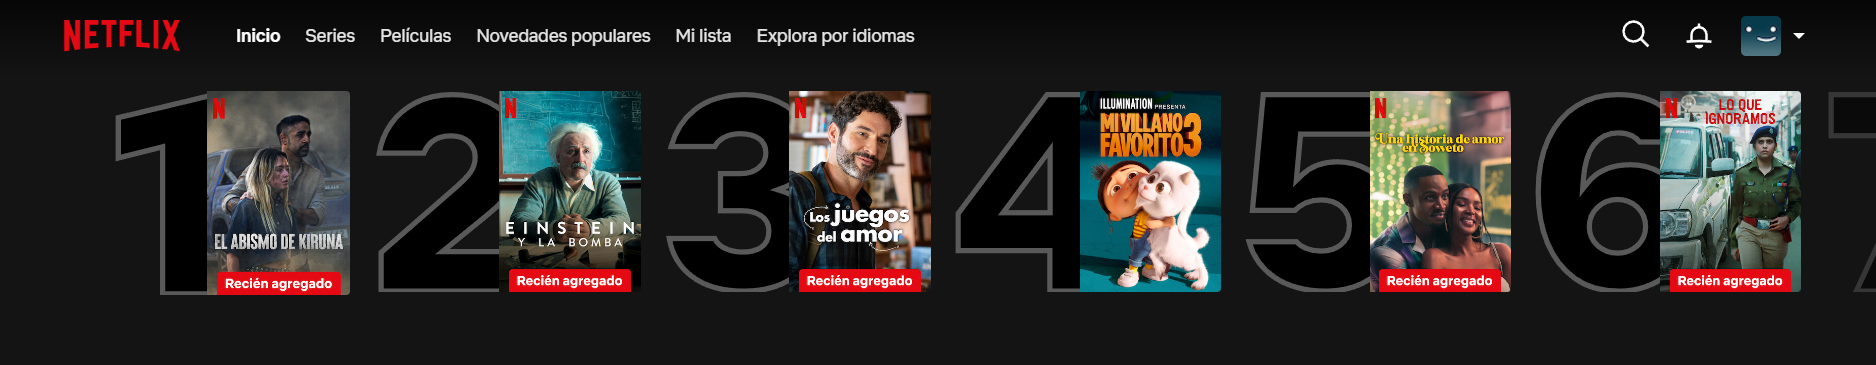 NETFLIX
Inicio
Series
Películas
Novedades populares
Mi lista
Explora por idiomas
1
N
EL ABISMO DE KIRUNA
Recién agregado
2
N
EINSTEIN
Y LA BOMBA
Recién agregado
3
N
Los juegos
del amor
Recién agregado
4
ILLUMINATION PRESENTA
MI VILLANO
FAVORITO 3
5
N
Una historia de amor
en Soweto
Recién agregado
6
N
LO QUE
IGNORAMOS
Recién agregado
7